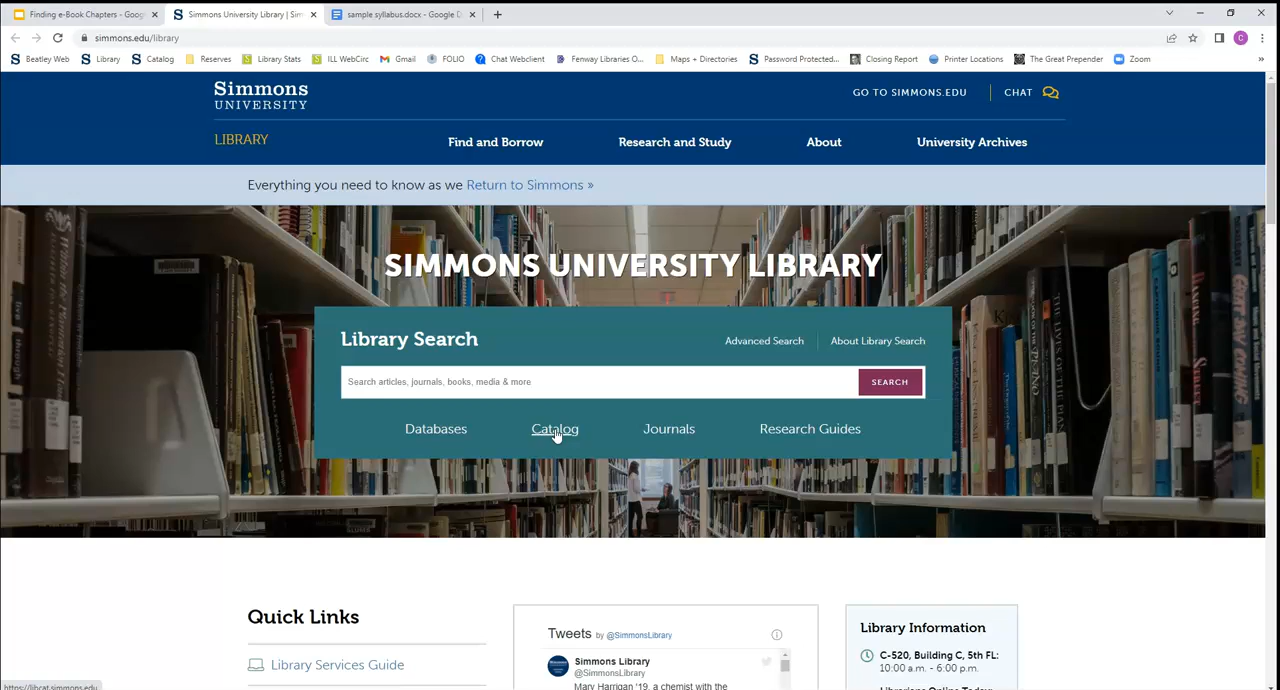 Finding e-Book Chapters - Goog
Simmons University Library | Sim
sample syllabus.docx - Google D
simmons.edu/library
Beatley Web
Library
Catalog
Reserves
Library Stats
ILL WebCirc
Gmail
FOLIO
Chat Webclient
Fenway Libraries O...
Maps + Directories
Password Protected...
Closing Report
Printer Locations
The Great Prepender
Zoom
Simmons
UNIVERSITY
GO TO SIMMONS.EDU
CHAT
LIBRARY
Find and Borrow
Research and Study
About
University Archives
Everything you need to know as we Return to Simmons »
SIMMONS UNIVERSITY LIBRARY
Library Search
Advanced Search
About Library Search
Search articles, journals, books, media & more
SEARCH
Databases
Catalog
Journals
Research Guides
Quick Links
Library Services Guide
Tweets by @SimmonsLibrary
Simmons Library
@SimmonsLibrary
Mary Harrigan '19, a chemist with the
Library Information
C-520, Building C, 5th FL:
10:00 a.m. - 6:00 p.m.
Librarians Online Today:
https://libcat.simmons.edu